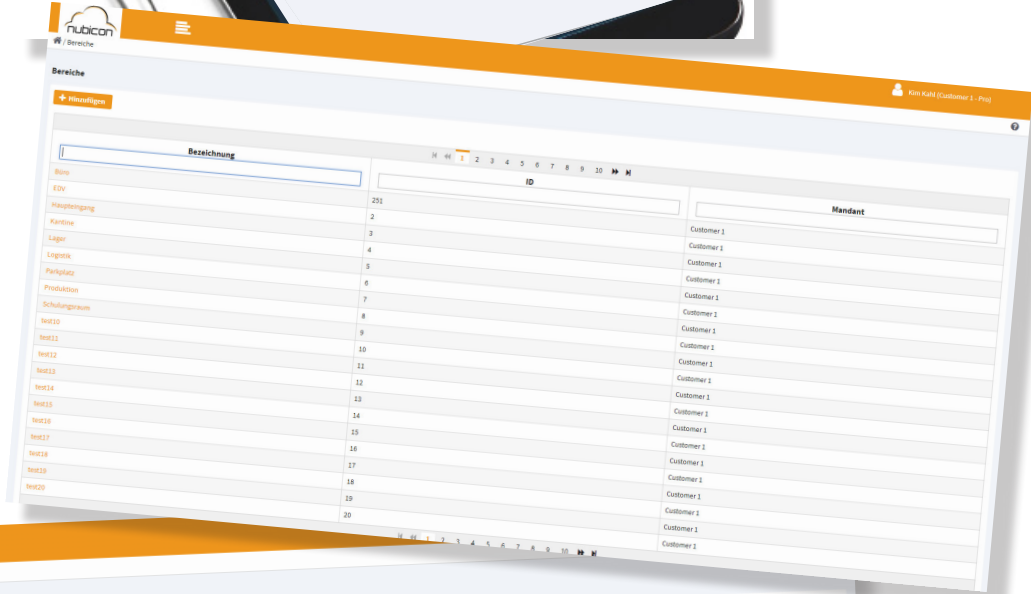 nubicon
/ Bereiche
Kim Kahl (Customer 1 - Pro)
Bereiche
+ Hinzufügen
1 2 3 4 5 6 7 8 9 10
Bezeichnung ID Mandant
Büro 251 Customer 1
EDV 2 Customer 1
Haupteingang 3 Customer 1
Kantine 4 Customer 1
Lager 5 Customer 1
Logistik 6 Customer 1
Parkplatz 7 Customer 1
Produktion 8 Customer 1
Schulungsraum 9 Customer 1
test10 10 Customer 1
test11 11 Customer 1
test12 12 Customer 1
test13 13 Customer 1
test14 14 Customer 1
test15 15 Customer 1
test16 16 Customer 1
test17 17 Customer 1
test18 18 Customer 1
test19 19 Customer 1
test20 20 Customer 1
1 2 3 4 5 6 7 8 9 10